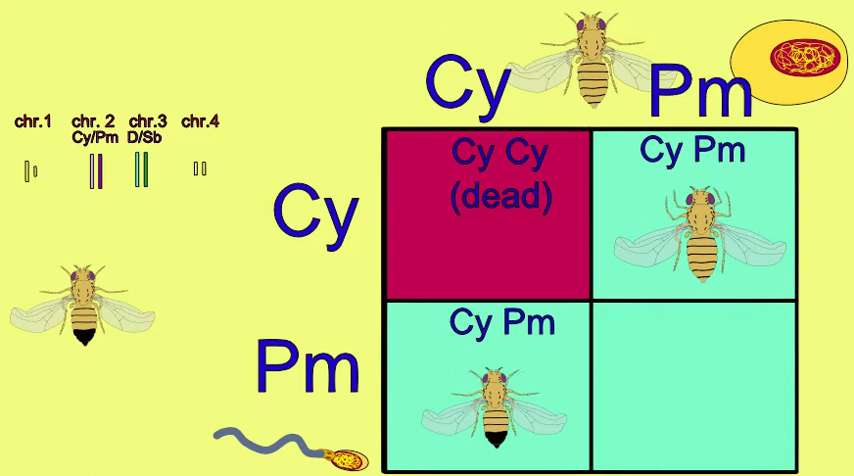 Cy Pm
chr.1 chr. 2 chr.3 chr.4
Cy/Pm D/Sb
Cy Cy
(dead)
Cy Pm
Cy
Cy Pm
Pm